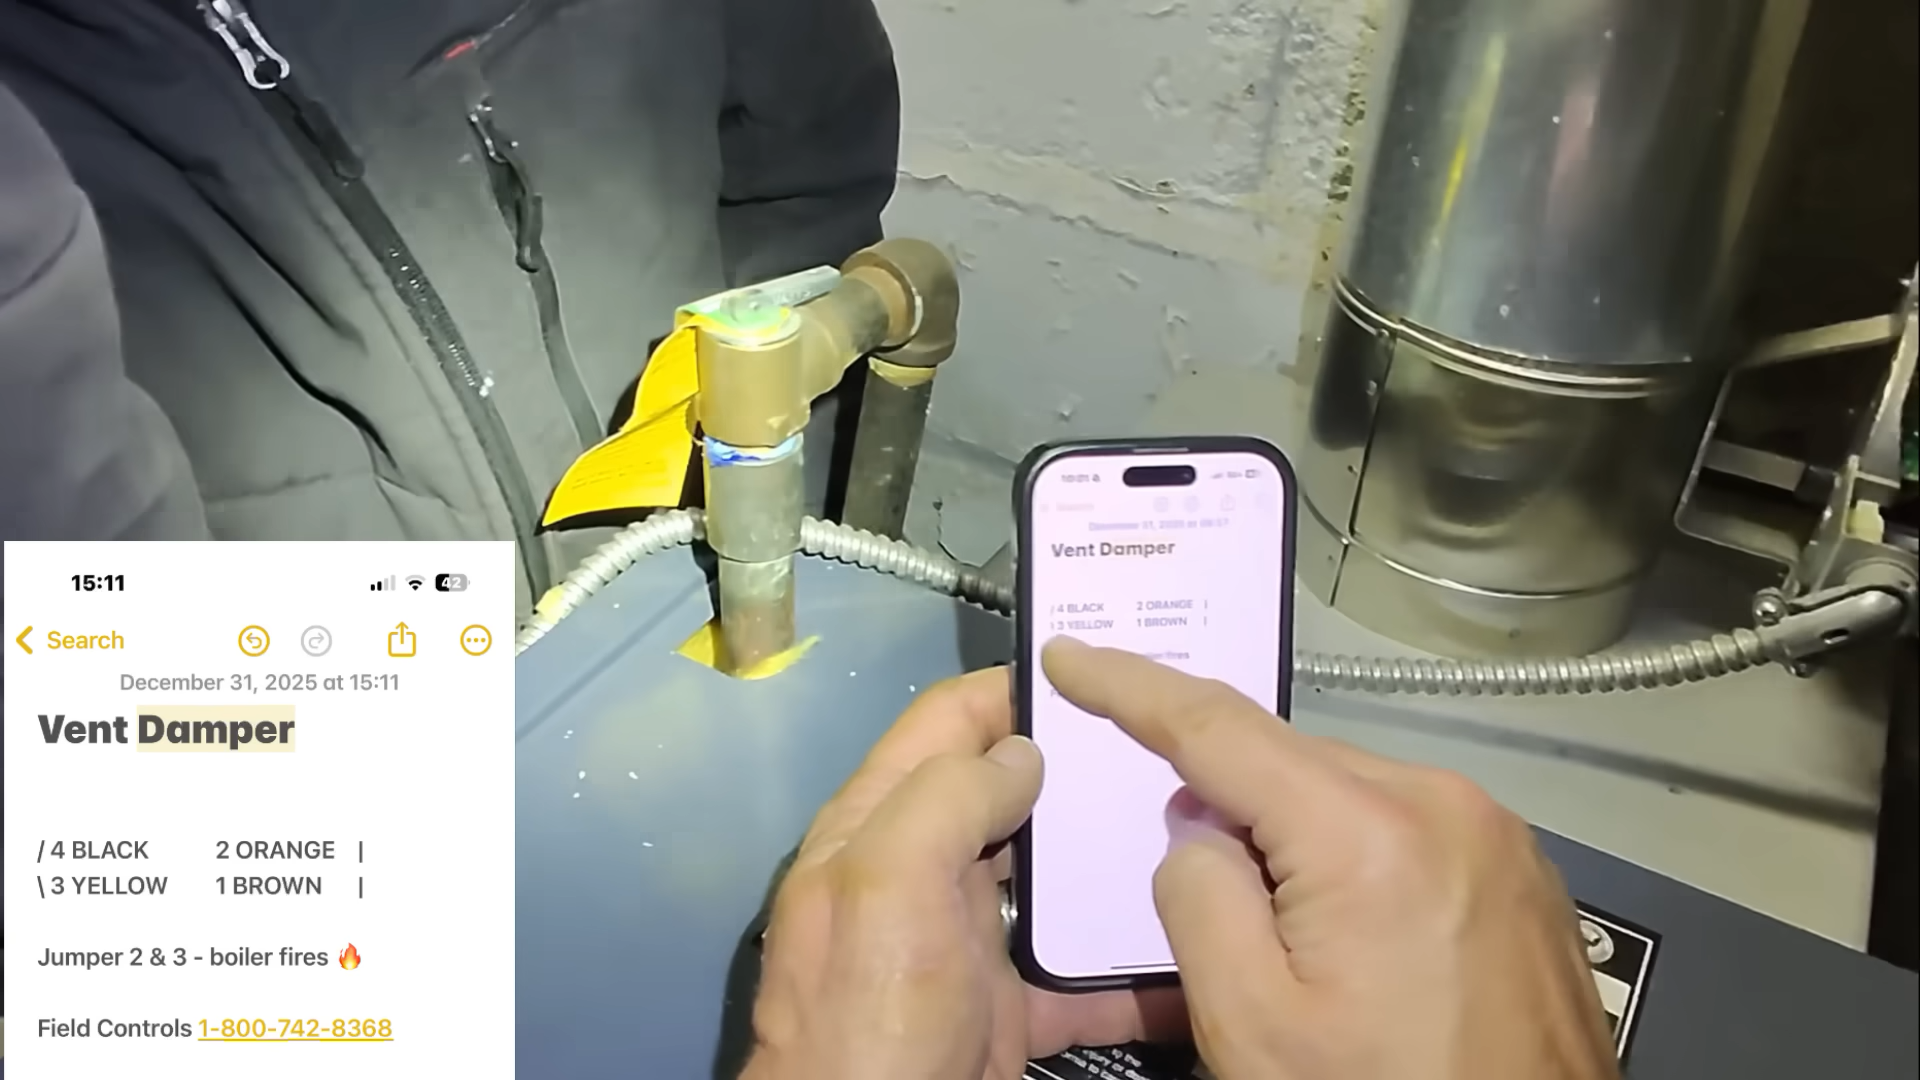 15:11
42
Search
December 31, 2025 at 15:11
Vent Damper
/ 4 BLACK 2 ORANGE |
\ 3 YELLOW 1 BROWN |
Jumper 2 & 3 - boiler fires 🔥
Field Controls 1-800-742-8368
Vent Damper
/ 4 BLACK 2 ORANGE |
\ 3 YELLOW 1 BROWN |